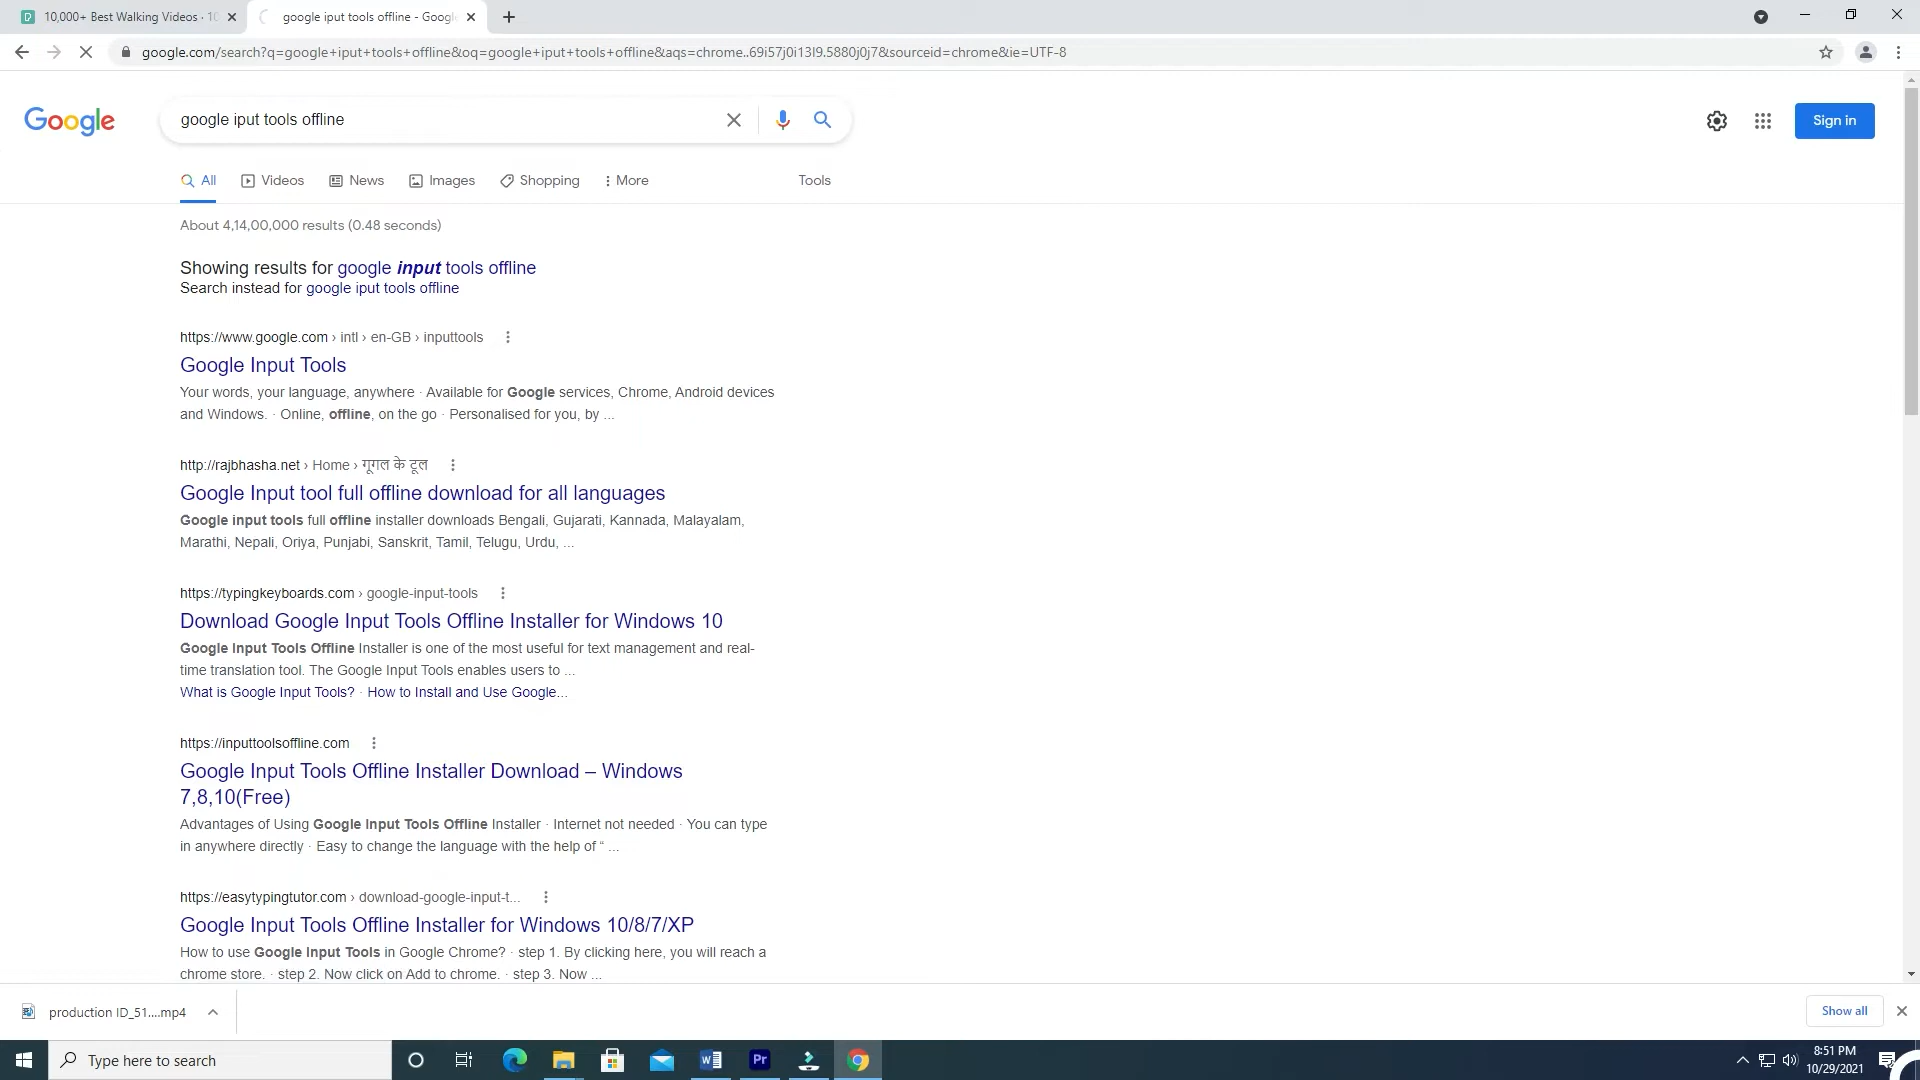 10,000+ Best Walking Videos · 10
google iput tools offline - Googl
google.com/search?q=google+iput+tools+offline&oq=google+iput+tools+offline&aqs=chrome..69i57j0i13l9.5880j0j7&sourceid=chrome&ie=UTF-8
Google
google iput tools offline
Sign in
All
Videos
News
Images
Shopping
More
Tools
About 4,14,00,000 results (0.48 seconds)
Showing results for google input tools offline
Search instead for google iput tools offline
https://www.google.com › intl › en-GB › inputtools
Google Input Tools
Your words, your language, anywhere · Available for Google services, Chrome, Android devices
and Windows. · Online, offline, on the go · Personalised for you, by ...
http://rajbhasha.net › Home › गूगल के टूल
Google Input tool full offline download for all languages
Google input tools full offline installer downloads Bengali, Gujarati, Kannada, Malayalam,
Marathi, Nepali, Oriya, Punjabi, Sanskrit, Tamil, Telugu, Urdu, ...
https://typingkeyboards.com › google-input-tools
Download Google Input Tools Offline Installer for Windows 10
Google Input Tools Offline Installer is one of the most useful for text management and real-
time translation tool. The Google Input Tools enables users to ...
What is Google Input Tools? · How to Install and Use Google...
https://inputtoolsoffline.com
Google Input Tools Offline Installer Download – Windows
7,8,10(Free)
Advantages of Using Google Input Tools Offline Installer · Internet not needed · You can type
in anywhere directly · Easy to change the language with the help of “ ...
https://easytypingtutor.com › download-google-input-t...
Google Input Tools Offline Installer for Windows 10/8/7/XP
How to use Google Input Tools in Google Chrome? · step 1. By clicking here, you will reach a
chrome store. · step 2. Now click on Add to chrome. · step 3. Now ...
production ID_51....mp4
Show all
Type here to search
Pr
8:51 PM
10/29/2021